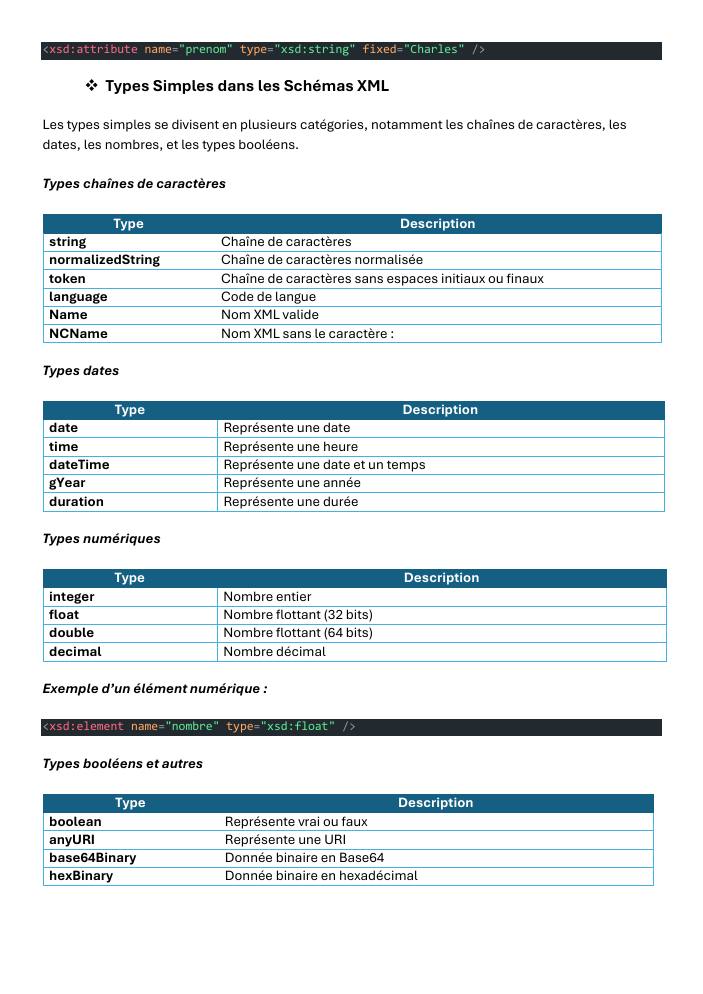 <xsd:attribute name="prenom" type="xsd:string" fixed="Charles" />
❖ Types Simples dans les Schémas XML
Les types simples se divisent en plusieurs catégories, notamment les chaînes de caractères, les
dates, les nombres, et les types booléens.
Types chaînes de caractères
Type Description
string Chaîne de caractères
normalizedString Chaîne de caractères normalisée
token Chaîne de caractères sans espaces initiaux ou finaux
language Code de langue
Name Nom XML valide
NCName Nom XML sans le caractère :
Types dates
Type Description
date Représente une date
time Représente une heure
dateTime Représente une date et un temps
gYear Représente une année
duration Représente une durée
Types numériques
Type Description
integer Nombre entier
float Nombre flottant (32 bits)
double Nombre flottant (64 bits)
decimal Nombre décimal
Exemple d’un élément numérique :
<xsd:element name="nombre" type="xsd:float" />
Types booléens et autres
Type Description
boolean Représente vrai ou faux
anyURI Représente une URI
base64Binary Donnée binaire en Base64
hexBinary Donnée binaire en hexadécimal